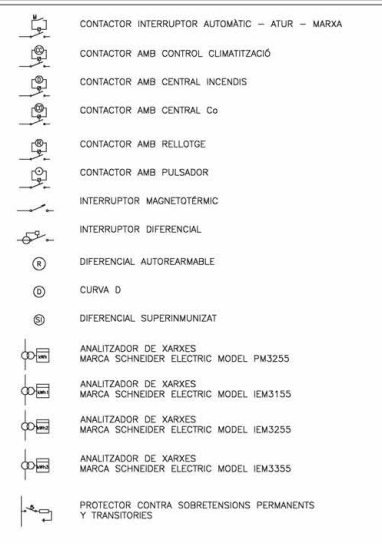 M
CONTACTOR INTERRUPTOR AUTOMÀTIC – ATUR – MARXA
CONTACTOR AMB CONTROL CLIMATITZACIÓ
CONTACTOR AMB CENTRAL INCENDIS
CONTACTOR AMB CENTRAL Co
R
CONTACTOR AMB RELLOTGE
CONTACTOR AMB PULSADOR
INTERRUPTOR MAGNETOTÉRMIC
INTERRUPTOR DIFERENCIAL
R
DIFERENCIAL AUTOREARMABLE
D
CURVA D
SI
DIFERENCIAL SUPERINMUNIZAT
ANALITZADOR DE XARXES
MARCA SCHNEIDER ELECTRIC MODEL PM3255
ANALITZADOR DE XARXES
MARCA SCHNEIDER ELECTRIC MODEL IEM3155
ANALITZADOR DE XARXES
MARCA SCHNEIDER ELECTRIC MODEL IEM3255
ANALITZADOR DE XARXES
MARCA SCHNEIDER ELECTRIC MODEL IEM3355
PROTECTOR CONTRA SOBRETENSIONS PERMANENTS
Y TRANSITORIES